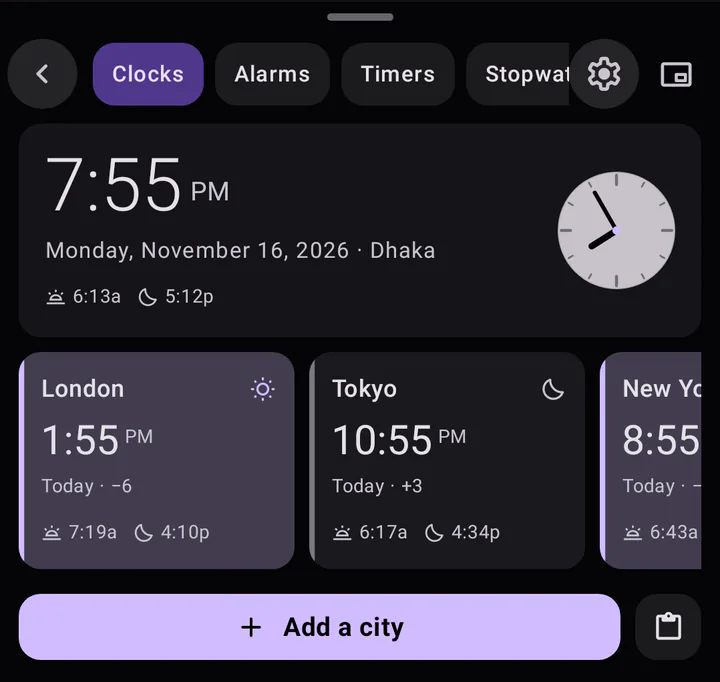 Clocks Alarms Timers Stopwat
7:55 PM
Monday, November 16, 2026 · Dhaka
6:13a 5:12p
London
1:55 PM
Today · −6
7:19a 4:10p
Tokyo
10:55 PM
Today · +3
6:17a 4:34p
New Yo
8:55
Today · −
6:43a
+ Add a city